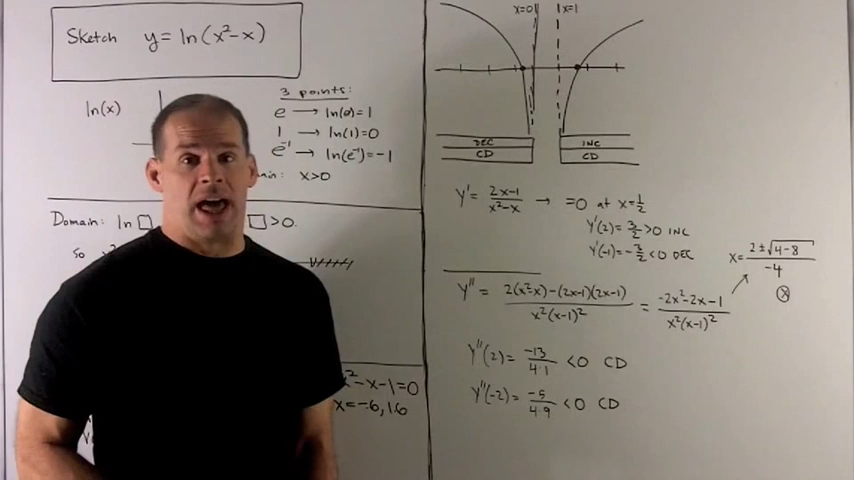 Sketch y = ln(x²-x)
ln(x)
3 points:
e → ln(e)=1
1 → ln(1)=0
e⁻¹ → ln(e⁻¹)=-1
x>0
Domain: ln□ □>0.
so
x²-x-1=0
x=-.6, 1.6
x=0 x=1
DEC INC
CD CD
y' = (2x-1)/(x²-x) → =0 at x=1/2
y'(2)=3/2>0 INC
y'(-1)=-3/2<0 DEC
x=(2±√(4-8))/(-4)
y" = (2(x²-x)-(2x-1)(2x-1))/(x²(x-1)²) = (-2x²-2x-1)/(x²(x-1)²)
y"(2)=-13/(4·1) <0 CD
y"(-2)=-5/(4·9) <0 CD